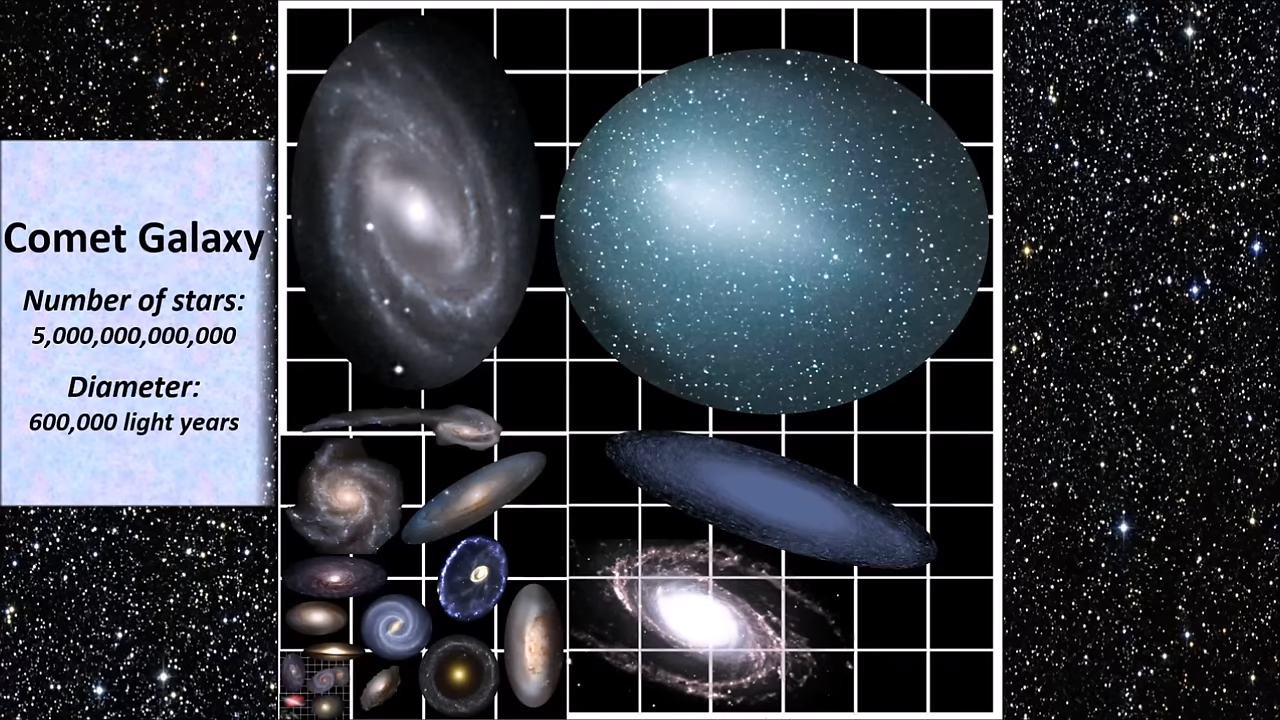 Comet Galaxy
Number of stars:
5,000,000,000,000
Diameter:
600,000 light years